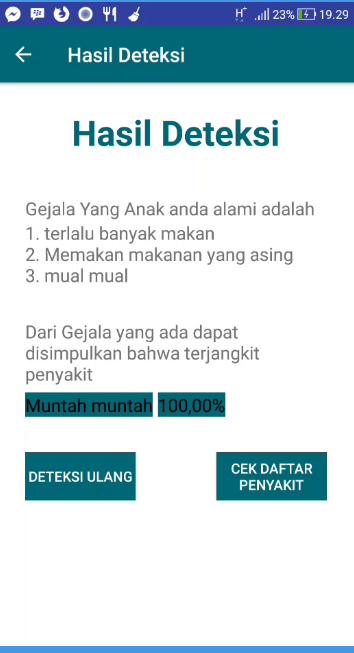 H+ 23% 19.29
Hasil Deteksi
Hasil Deteksi
Gejala Yang Anak anda alami adalah
1. terlalu banyak makan
2. Memakan makanan yang asing
3. mual mual
Dari Gejala yang ada dapat
disimpulkan bahwa terjangkit
penyakit
Muntah muntah 100,00%
DETEKSI ULANG
CEK DAFTAR
PENYAKIT